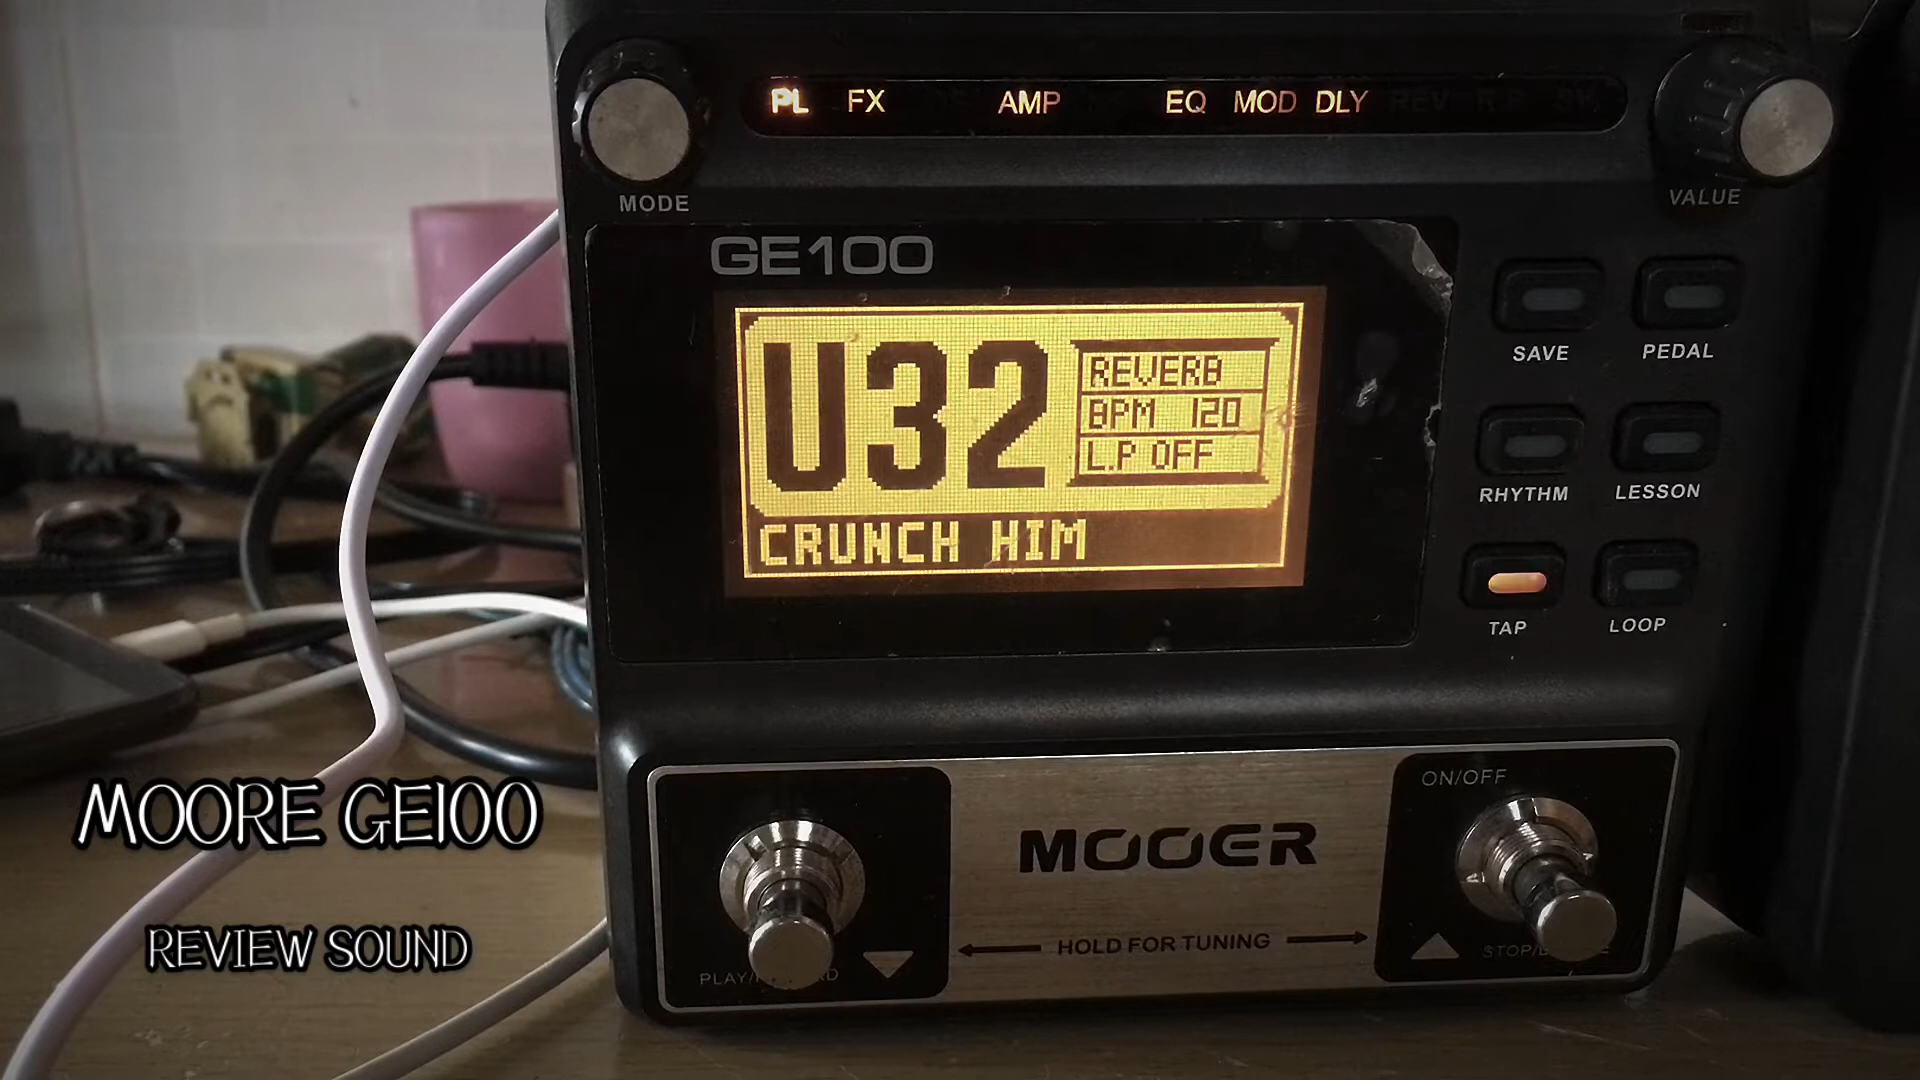 PL FX AMP EQ MOD DLY REV
MODE
VALUE
GE100
U32
REVERB
BPM 120
L.P OFF
CRUNCH HIM
SAVE PEDAL
RHYTHM LESSON
TAP LOOP
ON/OFF
MOOER
HOLD FOR TUNING
MOORE GE100
REVIEW SOUND